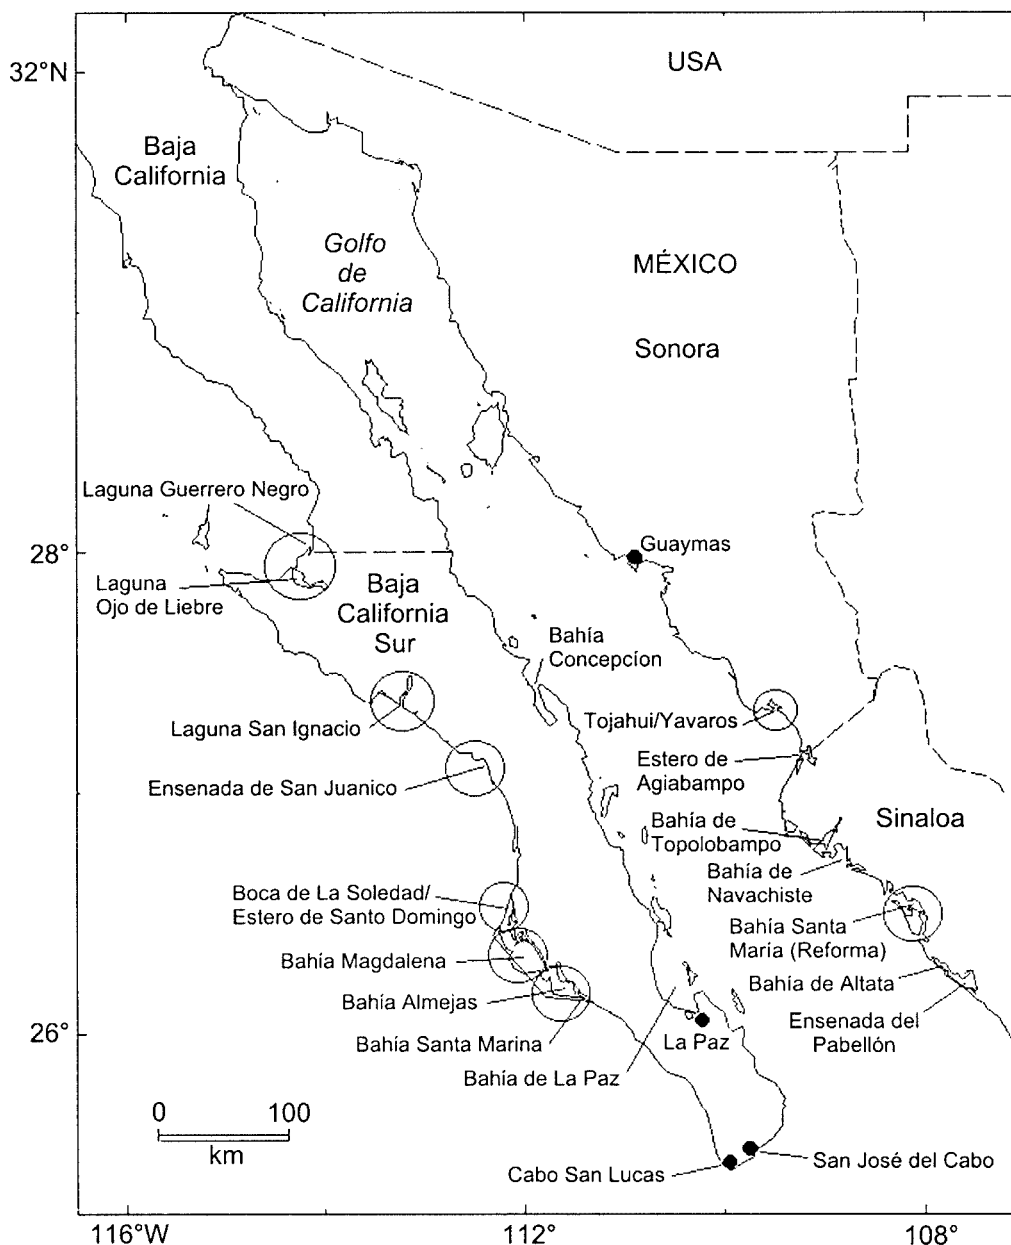 USA
32°N
Baja
California
Golfo
de
California
MÉXICO
Sonora
Laguna Guerrero Negro
28°
Guaymas
Laguna
Ojo de Liebre
Baja
California
Sur
Bahía
Concepcíon
Laguna San Ignacio
Tojahui/Yavaros
Ensenada de San Juanico
Estero de
Agiabampo
Bahía de
Topolobampo
Sinaloa
Bahía de
Navachiste
Boca de La Soledad/
Estero de Santo Domingo
Bahía Santa
María (Reforma)
Bahía Magdalena
Bahía Almejas
Bahía de Altata
Ensenada del
Pabellón
26°
Bahía Santa Marina
La Paz
Bahía de La Paz
0 100
km
Cabo San Lucas
San José del Cabo
116°W
112°
108°